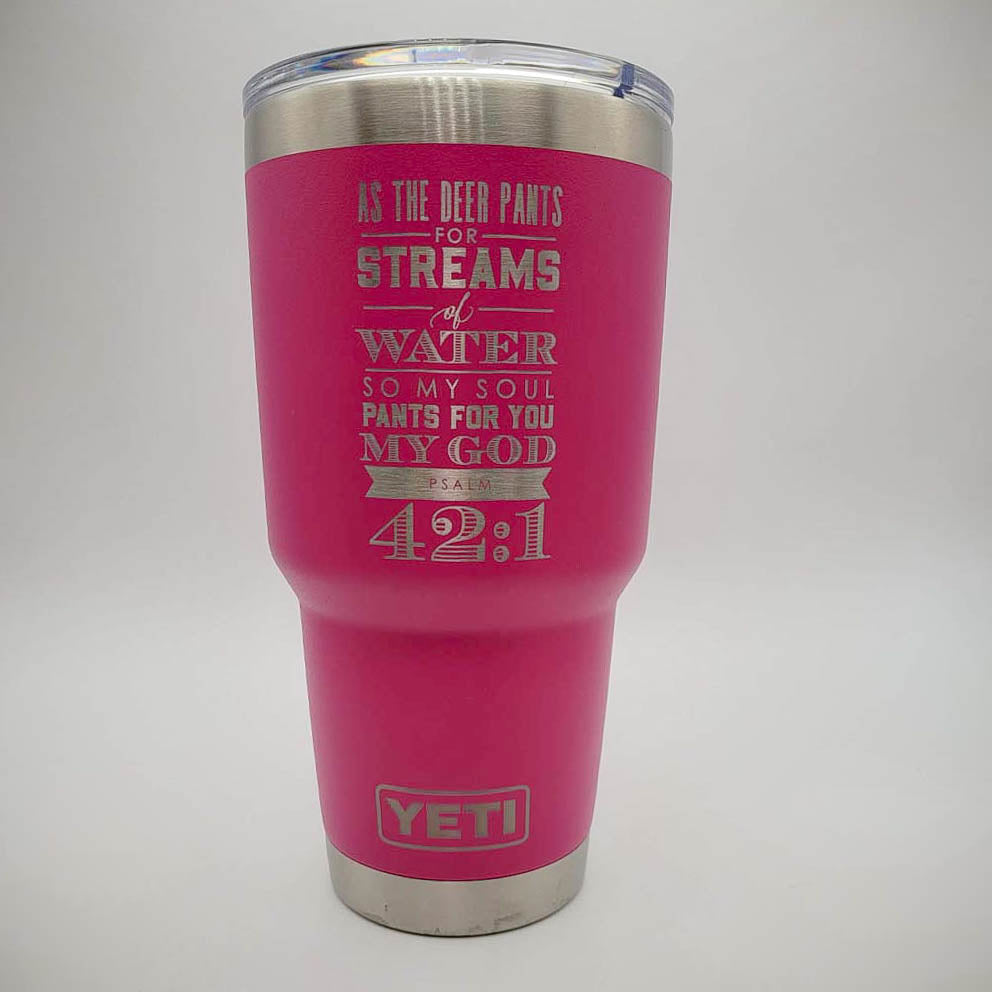 AS THE DEER PANTS
FOR
STREAMS
of
WATER
SO MY SOUL
PANTS FOR YOU
MY GOD
PSALM
42:1
YETI